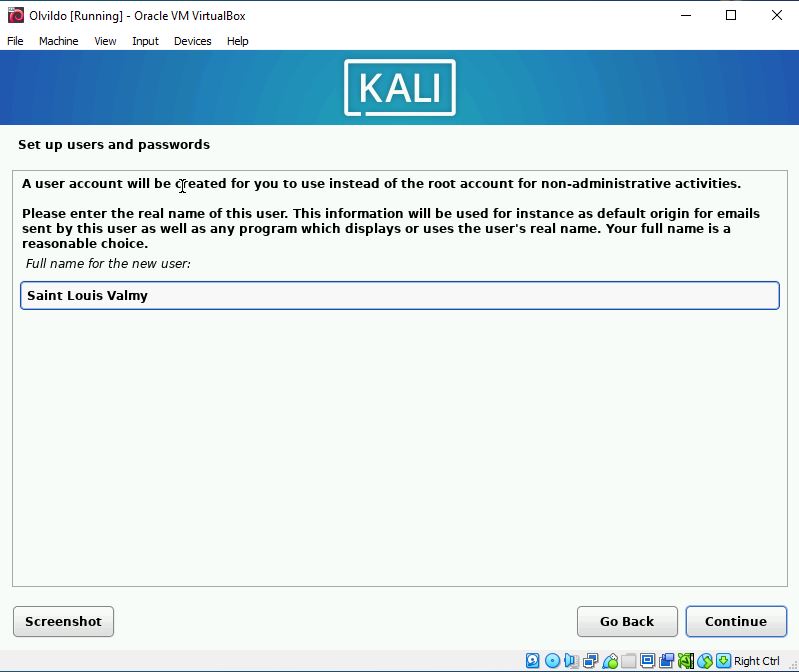 Olvildo [Running] - Oracle VM VirtualBox
File Machine View Input Devices Help
KALI
Set up users and passwords
A user account will be created for you to use instead of the root account for non-administrative activities.
Please enter the real name of this user. This information will be used for instance as default origin for emails
sent by this user as well as any program which displays or uses the user's real name. Your full name is a
reasonable choice.
Full name for the new user:
Saint Louis Valmy
Screenshot Go Back Continue
Right Ctrl